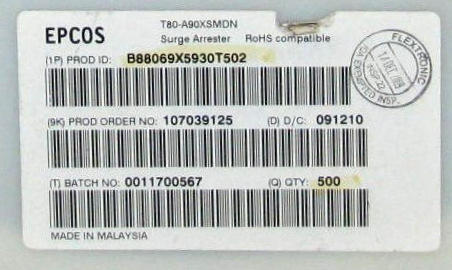 T80-A90XSMDN
EPCOS Surge Arrester RoHS compatible
(1P) PROD ID: B88069X5930T502
(9K) PROD ORDER NO: 107039125 (D) D/C: 091210
(T) BATCH NO: 0011700567 (Q) QTY: 500
MADE IN MALAYSIA
FLEXTRONIC
INSP.